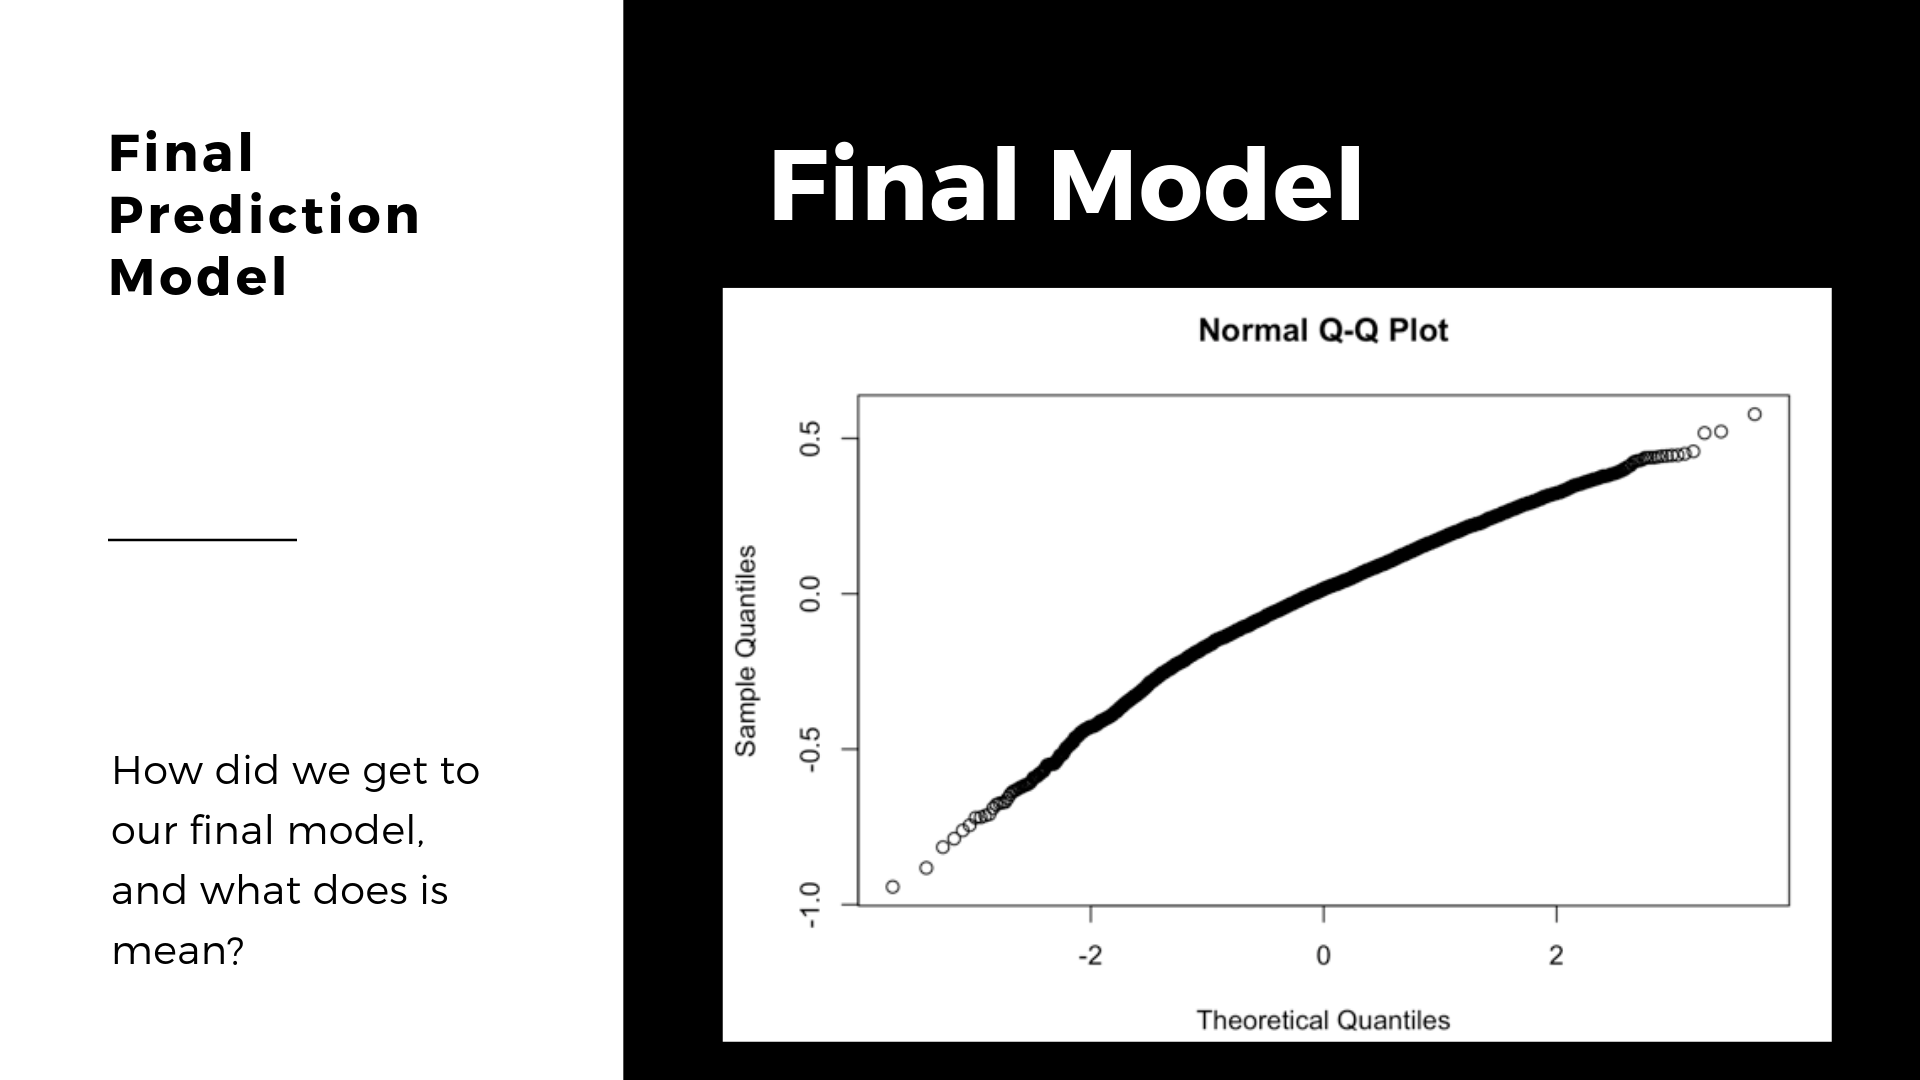 Final
Prediction
Model
How did we get to
our final model,
and what does is
mean?
Final Model
Normal Q-Q Plot
Sample Quantiles
0.5
0.0
-0.5
-1.0
-2 0 2
Theoretical Quantiles